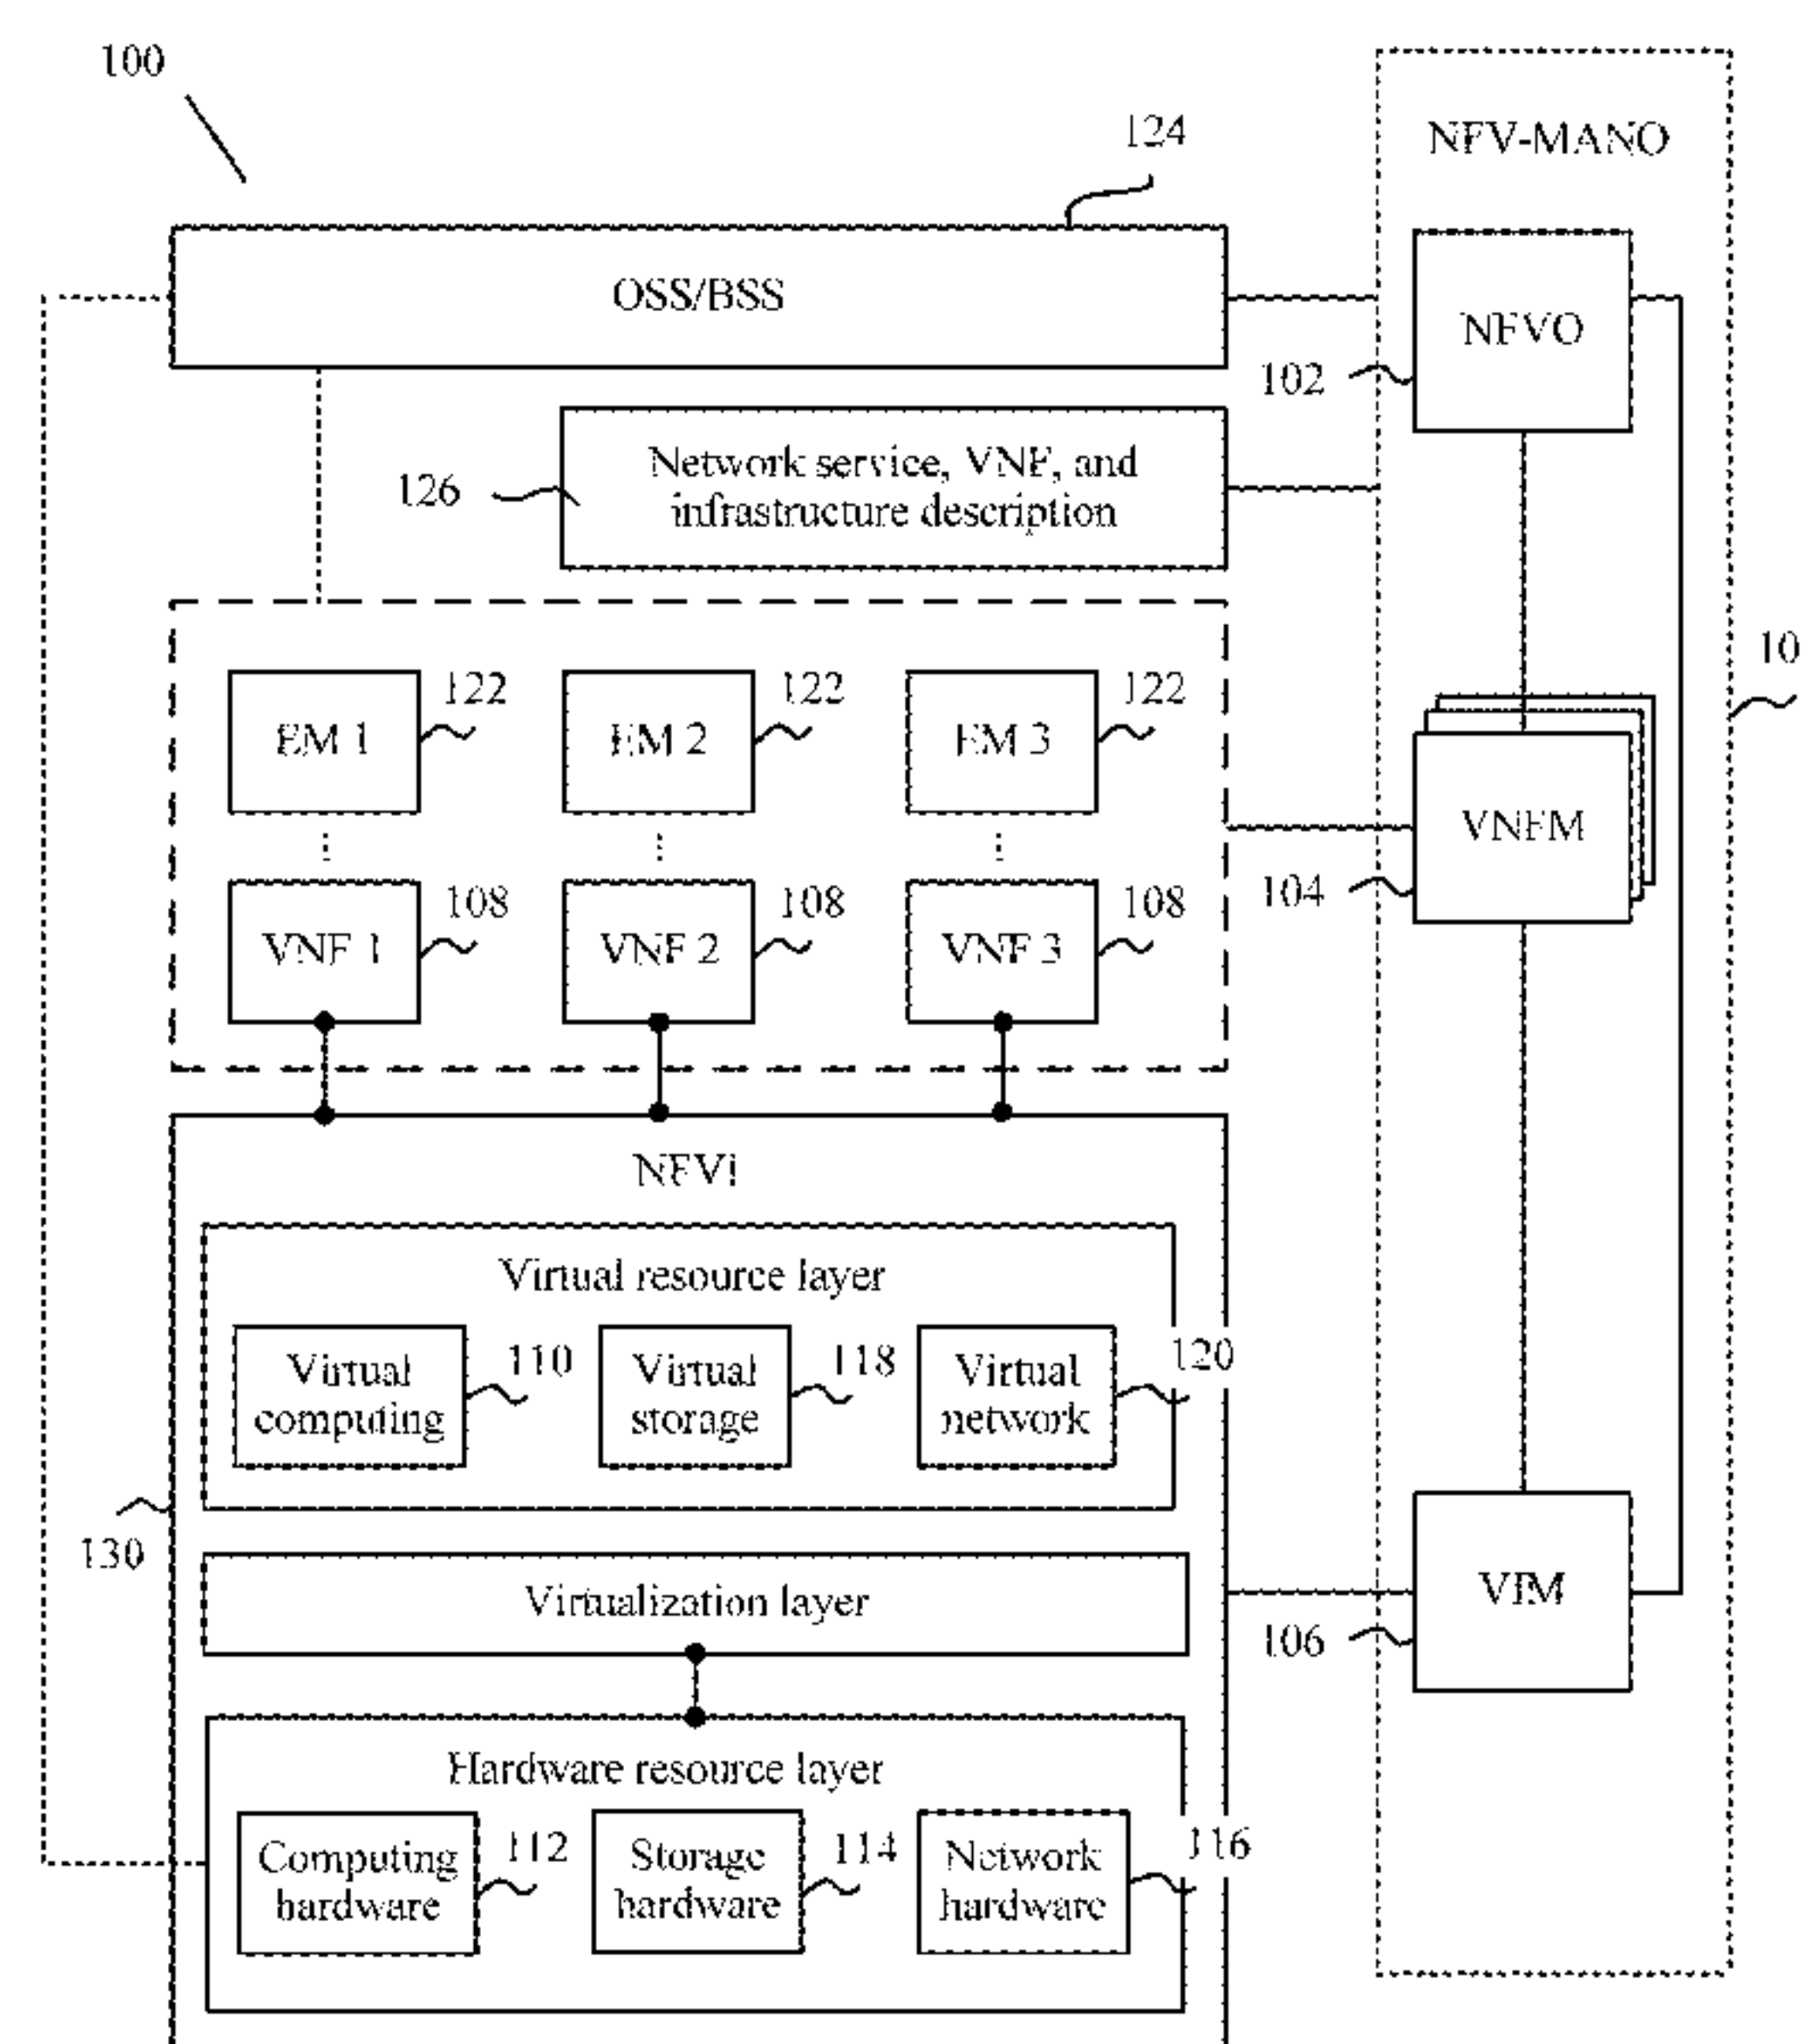 100
124
NFV-MANO
OSS/BSS
NFVO
102
Network service, VNF, and
infrastructure description
126
10
122
122
122
EM 1
EM 2
EM 3
VNFM
104
108
108
108
VNF 1
VNF 2
VNF 3
NFVI
Virtual resource layer
Virtual
computing
110
Virtual
storage
118
Virtual
network
120
130
Virtualization layer
VIM
106
Hardware resource layer
Computing
hardware
112
Storage
hardware
114
Network
hardware
116